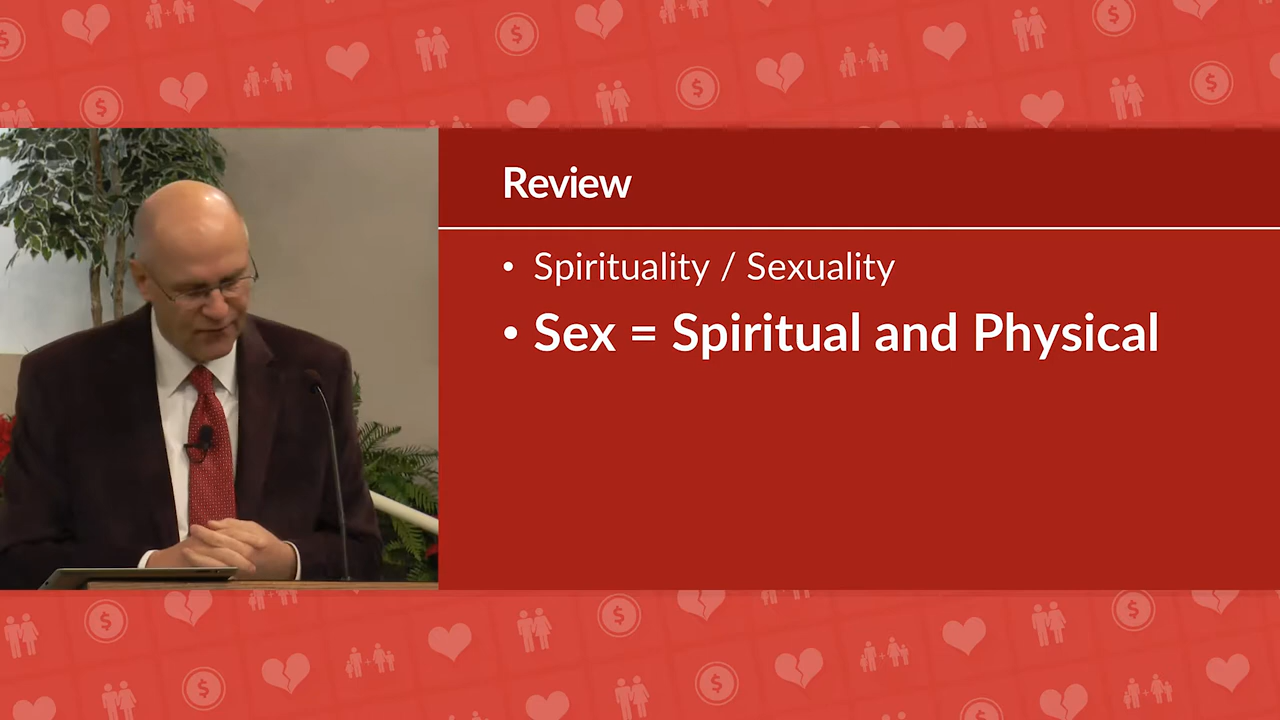 Review
• Spirituality / Sexuality
• Sex = Spiritual and Physical